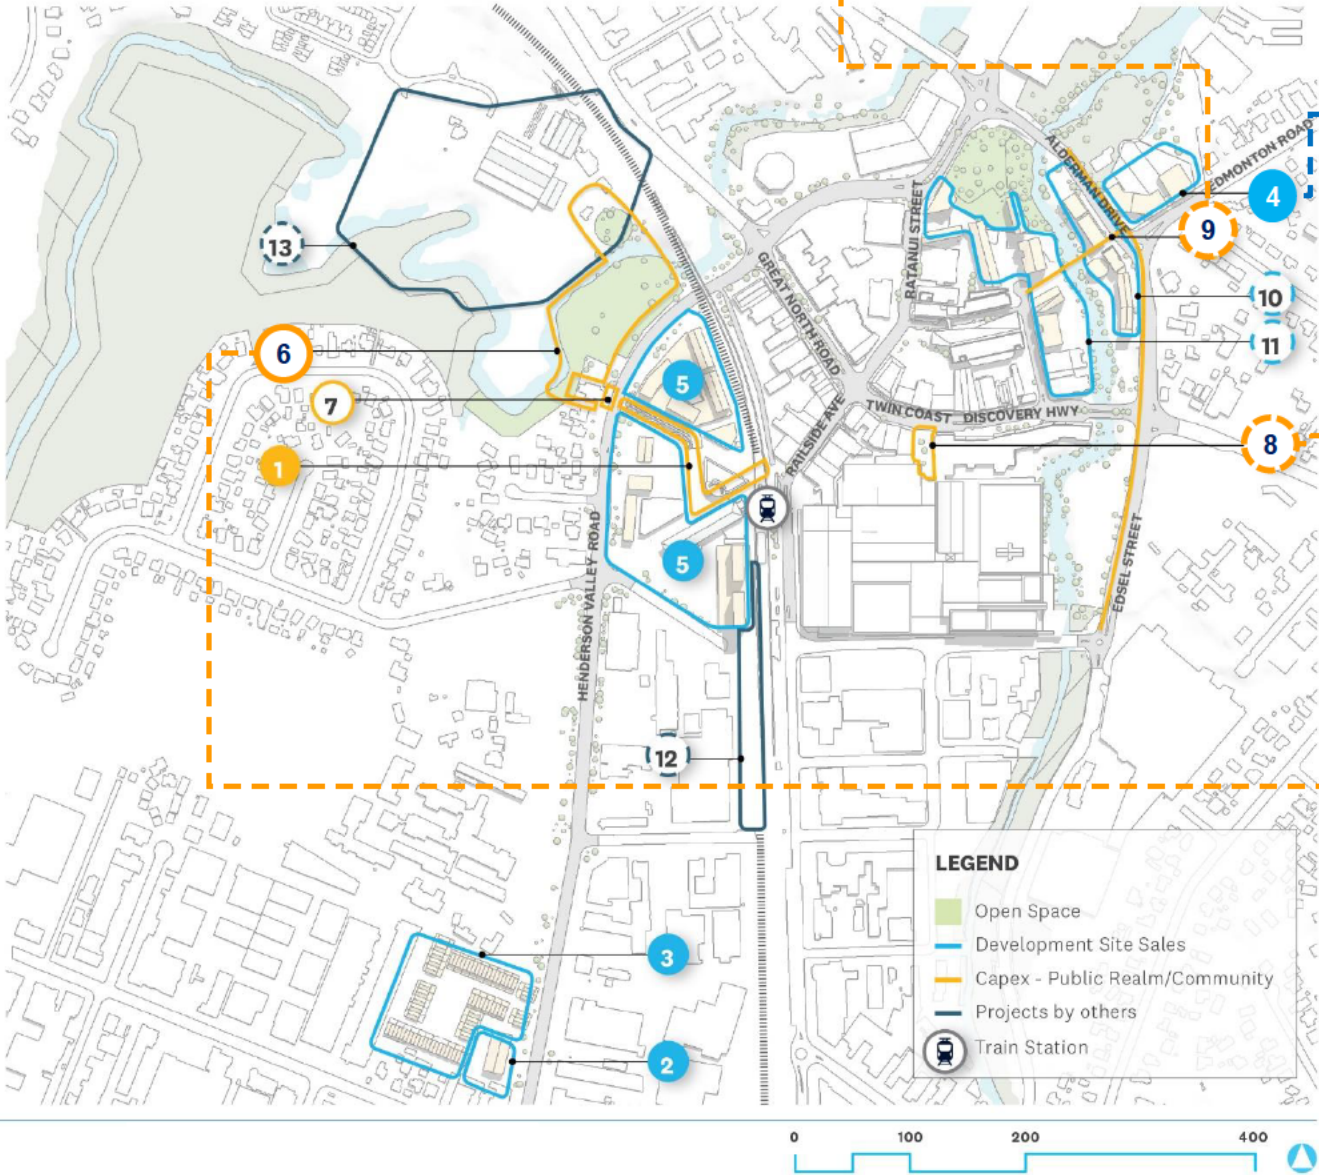 ALDERMAN DRIVE
EDMONTON ROAD
4
RATANUI STREET
9
13
GREAT NORTH ROAD
10
11
6
5
7
TWIN COAST DISCOVERY HWY
RAILSIDE AVE
8
1
HENDERSON VALLEY ROAD
5
EDSEL STREET
12
LEGEND
Open Space
Development Site Sales
Capex - Public Realm/Community
Projects by others
Train Station
3
2
0 100 200 400